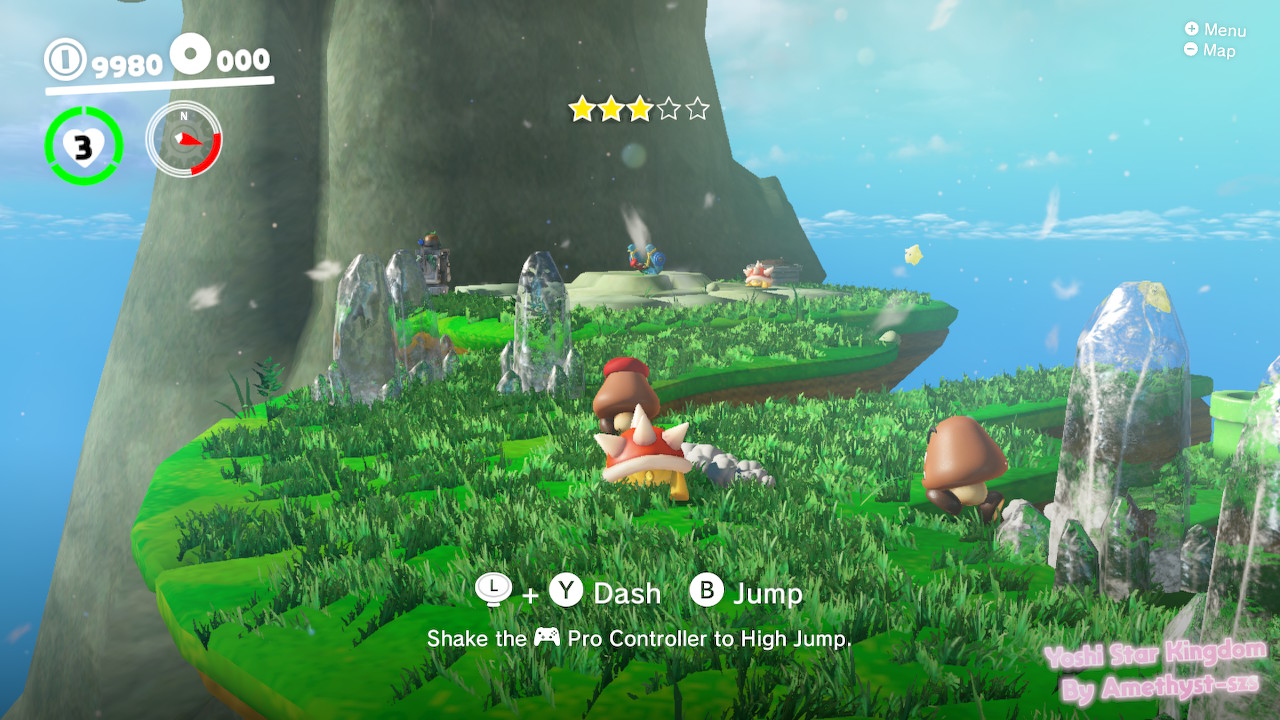 9980 000
Menu
Map
3
N
L + Y Dash B Jump
Shake the Pro Controller to High Jump.
Yoshi Star Kingdom
By Amethyst-szs